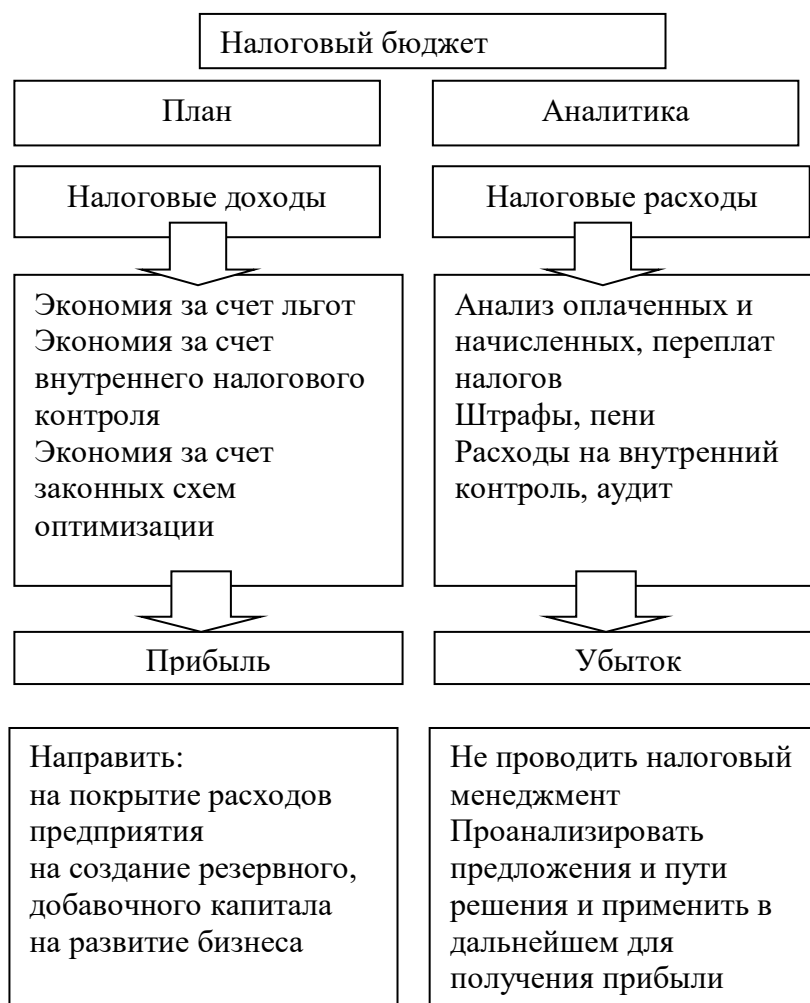 Налоговый бюджет
План
Аналитика
Налоговые доходы
Налоговые расходы
Экономия за счет льгот
Экономия за счет
внутреннего налогового
контроля
Экономия за счет
законных схем
оптимизации
Анализ оплаченных и
начисленных, переплат
налогов
Штрафы, пени
Расходы на внутренний
контроль, аудит
Прибыль
Убыток
Направить:
на покрытие расходов
предприятия
на создание резервного,
добавочного капитала
на развитие бизнеса
Не проводить налоговый
менеджмент
Проанализировать
предложения и пути
решения и применить в
дальнейшем для
получения прибыли